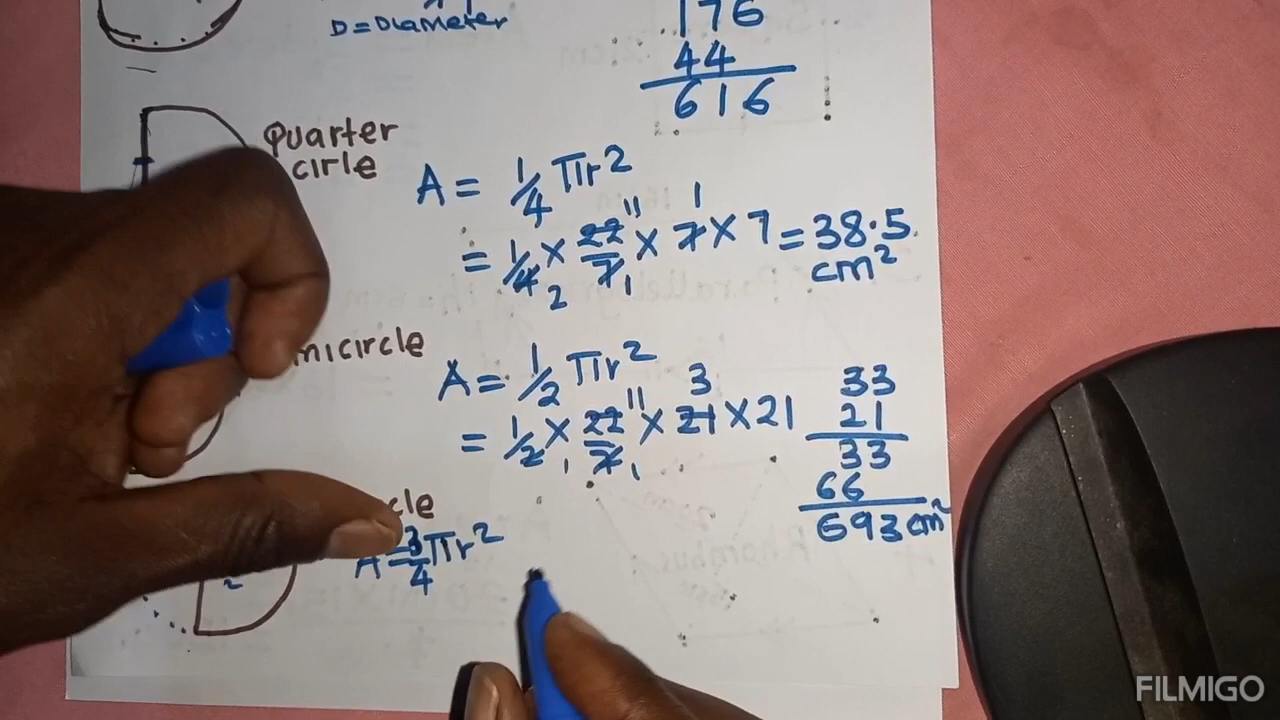 D = Diameter
176
44
616
Quarter
cirle
A = 1/4 πr²
= 1/4 2 × 22 11/7 1 × 7 1 × 7 = 38.5
cm²
micircle
A = 1/2 πr²
= 1/2 1 × 22 11/7 1 × 21 3 × 21
33
21
33
66
693 cm²
cle
A = 3/4 πr²
FILMIGO